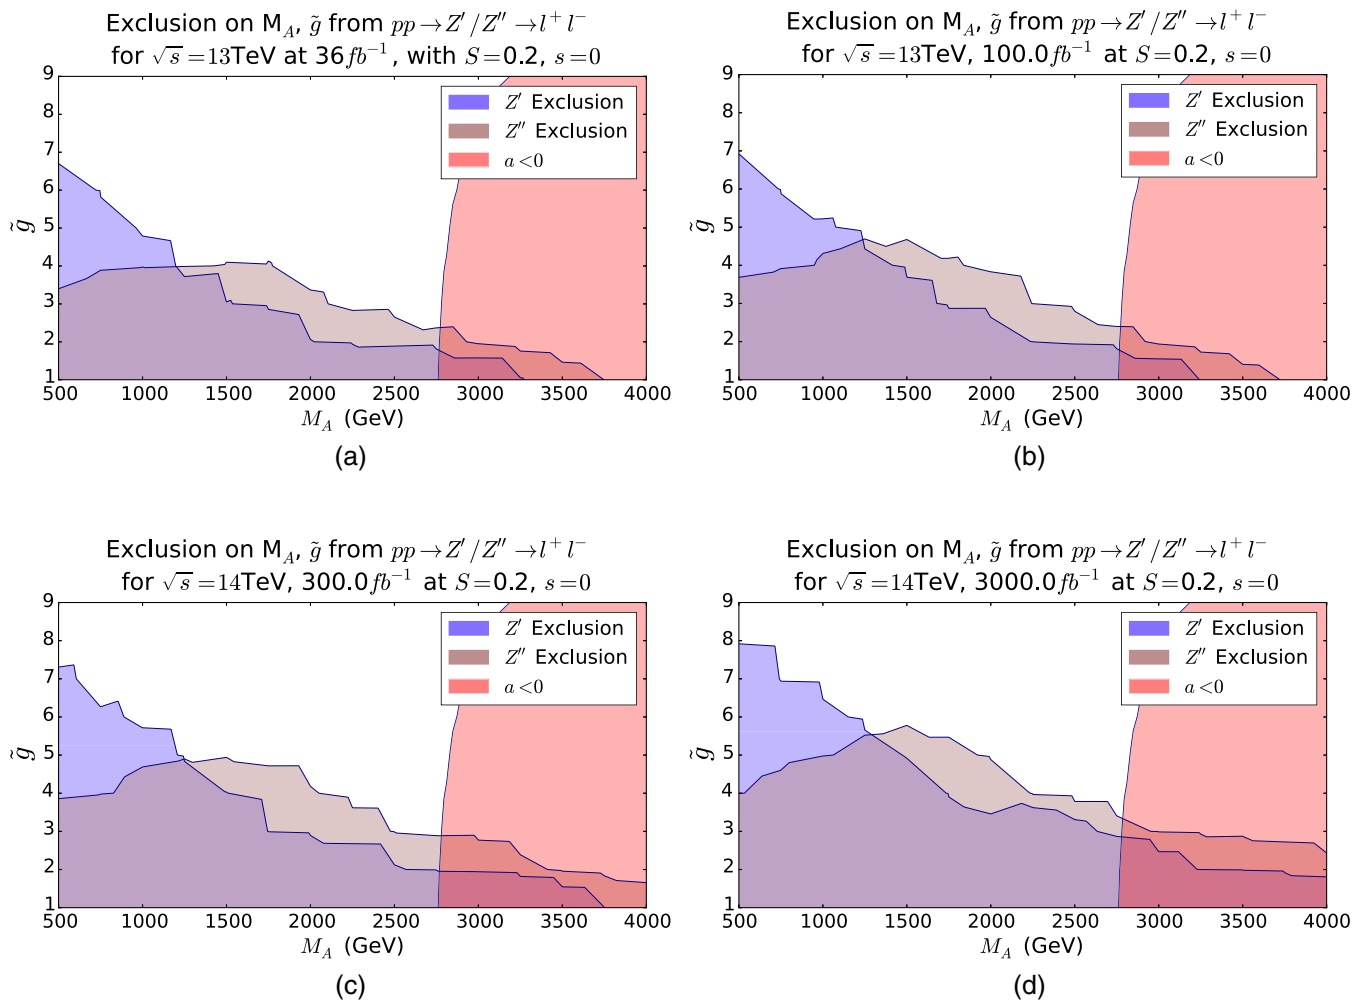 Exclusion on M_A, g̃ from pp→Z′/Z″→l⁺l⁻
for √s=13TeV at 36fb⁻¹, with S=0.2, s=0
9
8
7
6
5
4
3
2
1
g̃
Z′ Exclusion
Z″ Exclusion
a<0
500 1000 1500 2000 2500 3000 3500 4000
M_A (GeV)
(a)
Exclusion on M_A, g̃ from pp→Z′/Z″→l⁺l⁻
for √s=13TeV, 100.0fb⁻¹ at S=0.2, s=0
9
8
7
6
5
4
3
2
1
g̃
Z′ Exclusion
Z″ Exclusion
a<0
500 1000 1500 2000 2500 3000 3500 4000
M_A (GeV)
(b)
Exclusion on M_A, g̃ from pp→Z′/Z″→l⁺l⁻
for √s=14TeV, 300.0fb⁻¹ at S=0.2, s=0
9
8
7
6
5
4
3
2
1
g̃
Z′ Exclusion
Z″ Exclusion
a<0
500 1000 1500 2000 2500 3000 3500 4000
M_A (GeV)
(c)
Exclusion on M_A, g̃ from pp→Z′/Z″→l⁺l⁻
for √s=14TeV, 3000.0fb⁻¹ at S=0.2, s=0
9
8
7
6
5
4
3
2
1
g̃
Z′ Exclusion
Z″ Exclusion
a<0
500 1000 1500 2000 2500 3000 3500 4000
M_A (GeV)
(d)